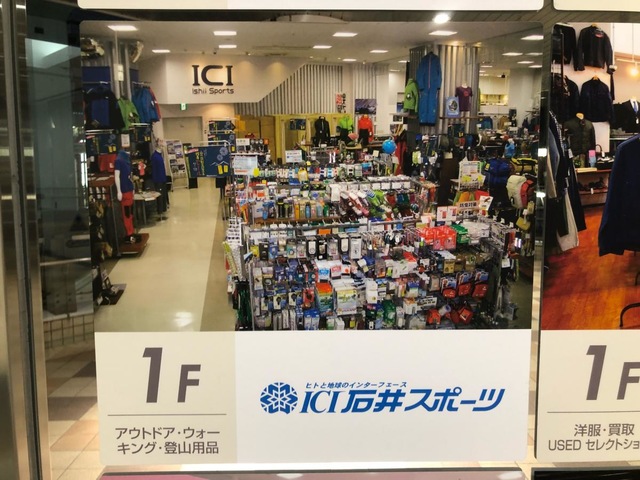 ICI
Ishii Sports
1F
アウトドア・ウォー
キング・登山用品
ヒトと地球のインターフェース
ICI石井スポーツ
1F
洋服・買取
USED セレクトショ